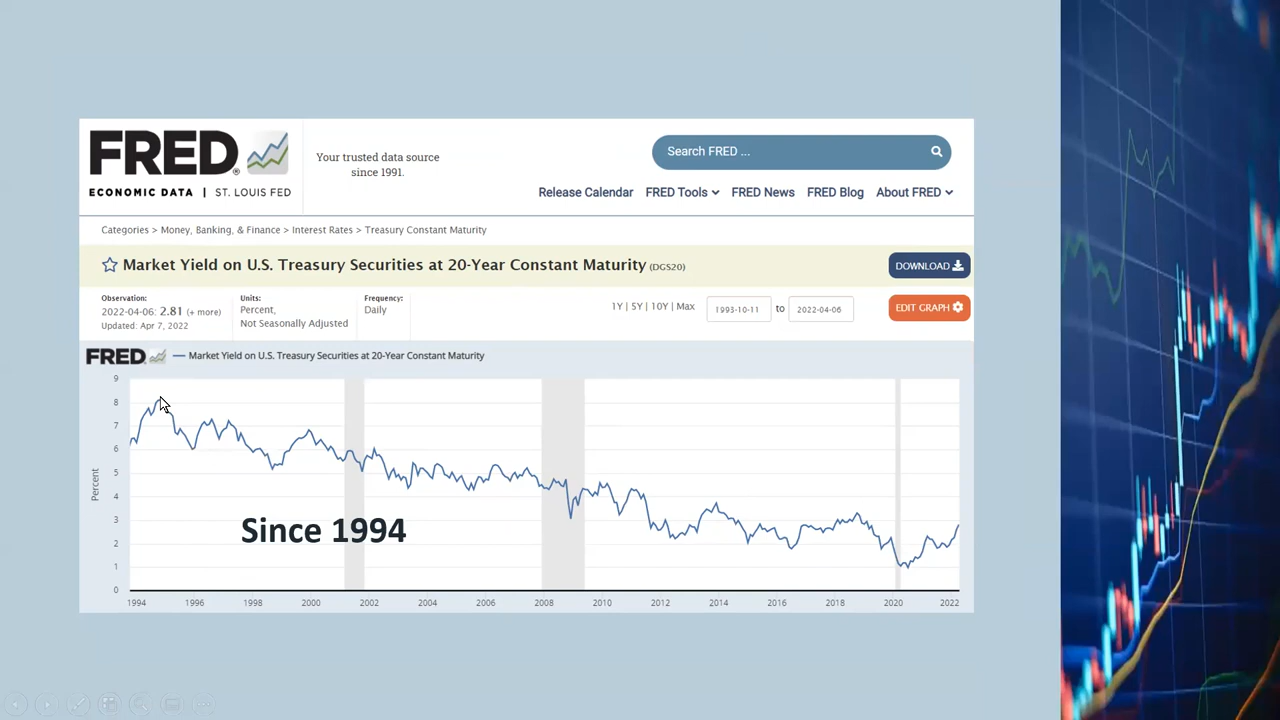 FRED®
ECONOMIC DATA | ST. LOUIS FED
Your trusted data source
since 1991.
Search FRED ...
Release Calendar FRED Tools FRED News FRED Blog About FRED
Categories > Money, Banking, & Finance > Interest Rates > Treasury Constant Maturity
Market Yield on U.S. Treasury Securities at 20-Year Constant Maturity (DGS20)
DOWNLOAD
Observation:
2022-04-06: 2.81 (+ more)
Updated: Apr 7, 2022
Units:
Percent,
Not Seasonally Adjusted
Frequency:
Daily
1Y | 5Y | 10Y | Max 1993-10-11 to 2022-04-06
EDIT GRAPH
FRED — Market Yield on U.S. Treasury Securities at 20-Year Constant Maturity
9
8
7
6
5
4
3
2
1
0
Percent
Since 1994
1994 1996 1998 2000 2002 2004 2006 2008 2010 2012 2014 2016 2018 2020 2022